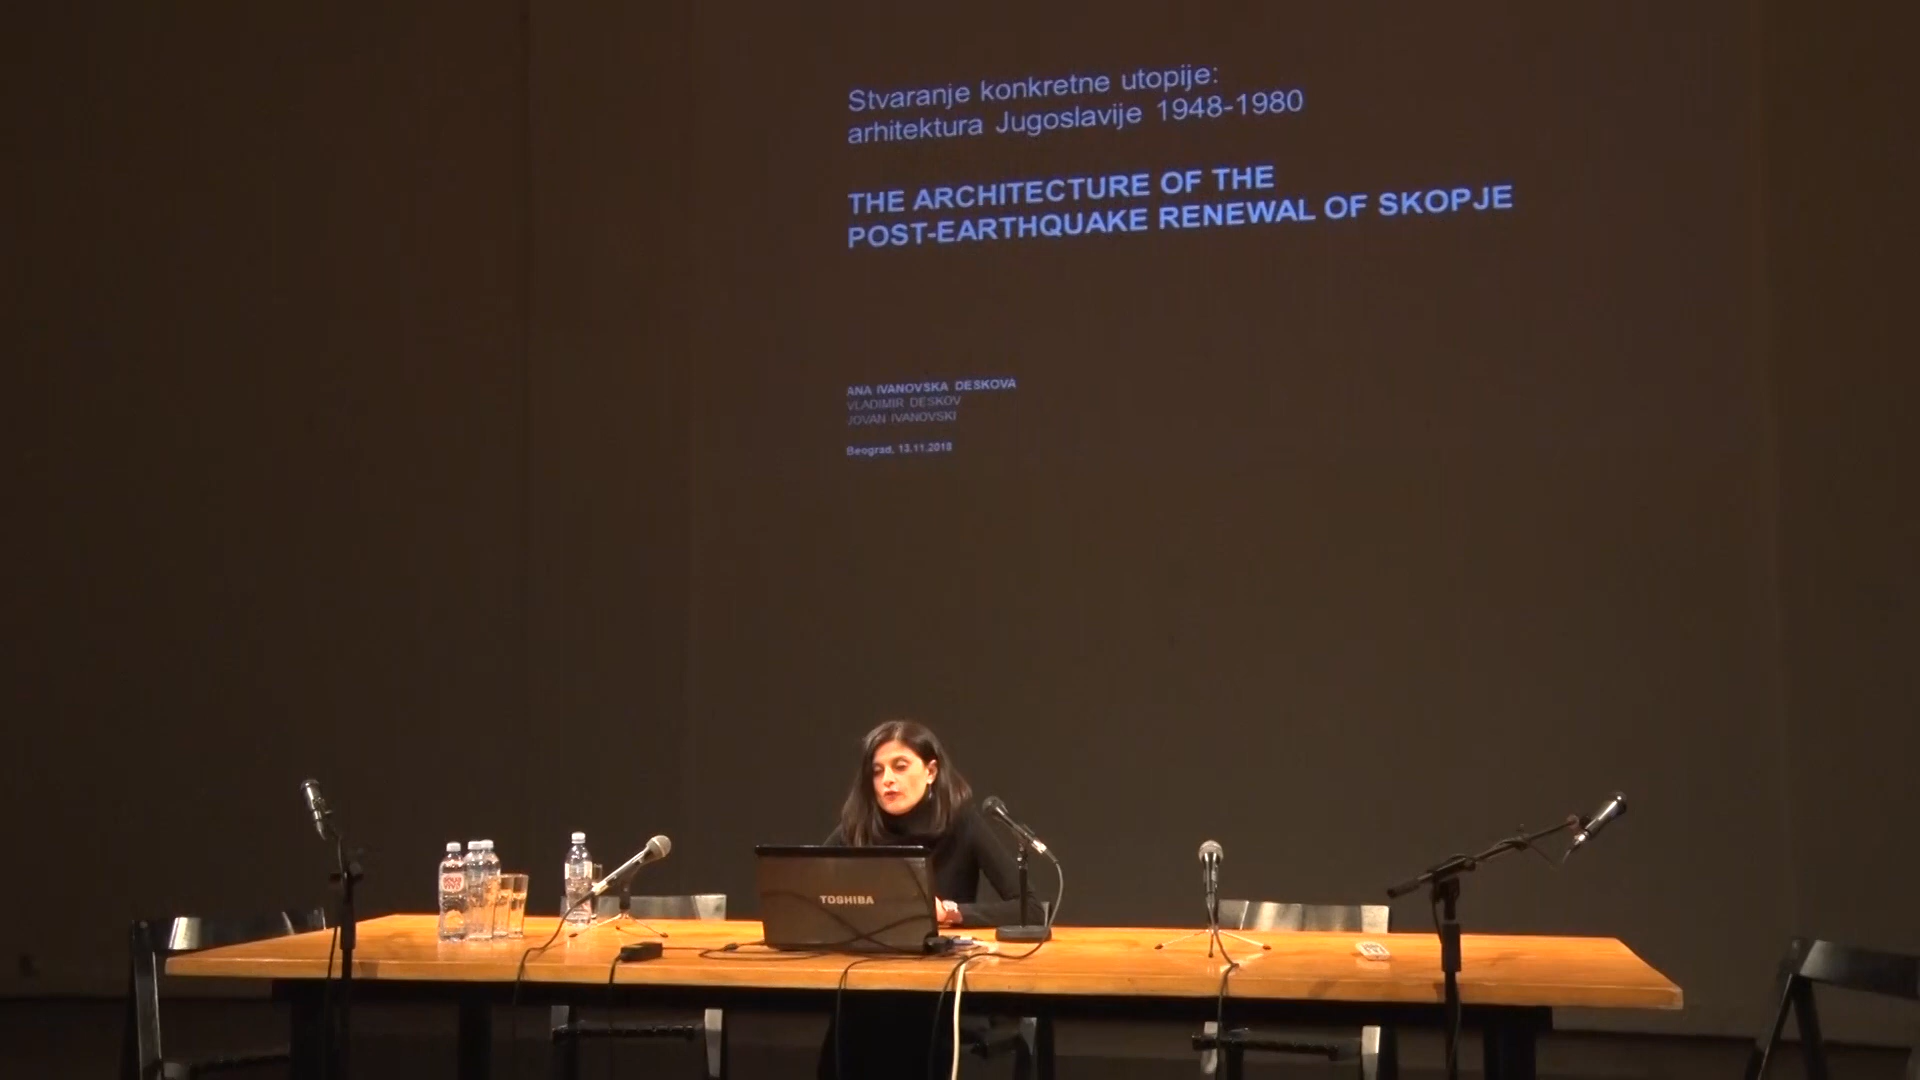 Stvaranje konkretne utopije:
arhitektura Jugoslavije 1948-1980
THE ARCHITECTURE OF THE
POST-EARTHQUAKE RENEWAL OF SKOPJE
ANA IVANOVSKA DESKOVA
VLADIMIR DESKOV
JOVAN IVANOVSKI
Beograd, 13.11.2018
TOSHIBA